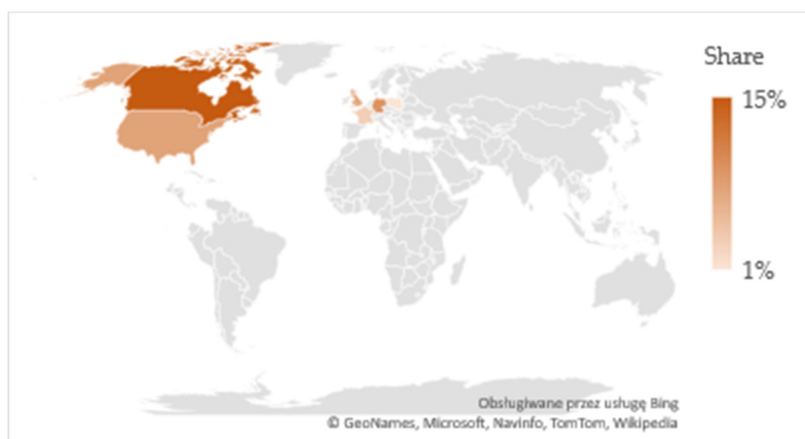 Share
15%
1%
Obsługiwane przez usługę Bing
© GeoNames, Microsoft, Navinfo, TomTom, Wikipedia